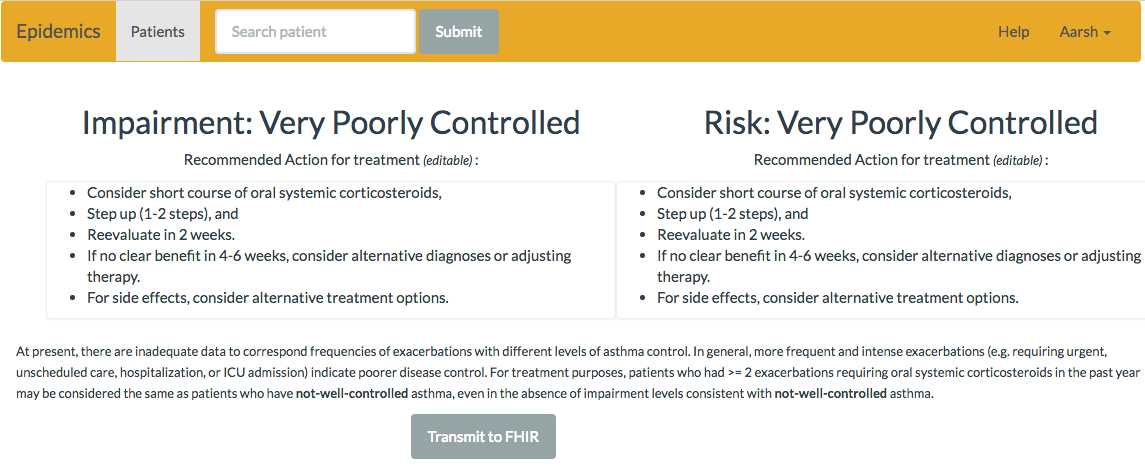 Epidemics Patients Search patient Submit Help Aarsh
Impairment: Very Poorly Controlled
Recommended Action for treatment (editable) :
• Consider short course of oral systemic corticosteroids,
• Step up (1-2 steps), and
• Reevaluate in 2 weeks.
• If no clear benefit in 4-6 weeks, consider alternative diagnoses or adjusting
therapy.
• For side effects, consider alternative treatment options.
Risk: Very Poorly Controlled
Recommended Action for treatment (editable) :
• Consider short course of oral systemic corticosteroids,
• Step up (1-2 steps), and
• Reevaluate in 2 weeks.
• If no clear benefit in 4-6 weeks, consider alternative diagnoses or adjusting
therapy.
• For side effects, consider alternative treatment options.
At present, there are inadequate data to correspond frequencies of exacerbations with different levels of asthma control. In general, more frequent and intense exacerbations (e.g. requiring urgent,
unscheduled care, hospitalization, or ICU admission) indicate poorer disease control. For treatment purposes, patients who had >= 2 exacerbations requiring oral systemic corticosteroids in the past year
may be considered the same as patients who have not-well-controlled asthma, even in the absence of impairment levels consistent with not-well-controlled asthma.
Transmit to FHIR